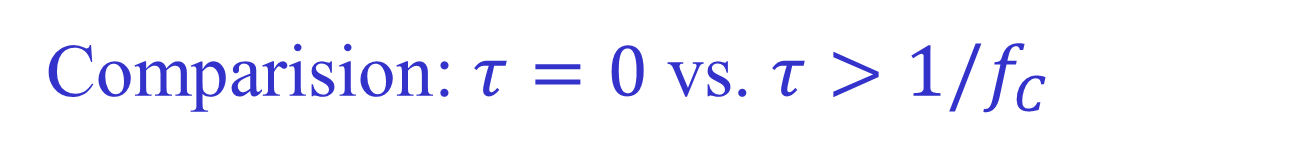 Comparision: τ = 0 vs. τ > 1/f_C